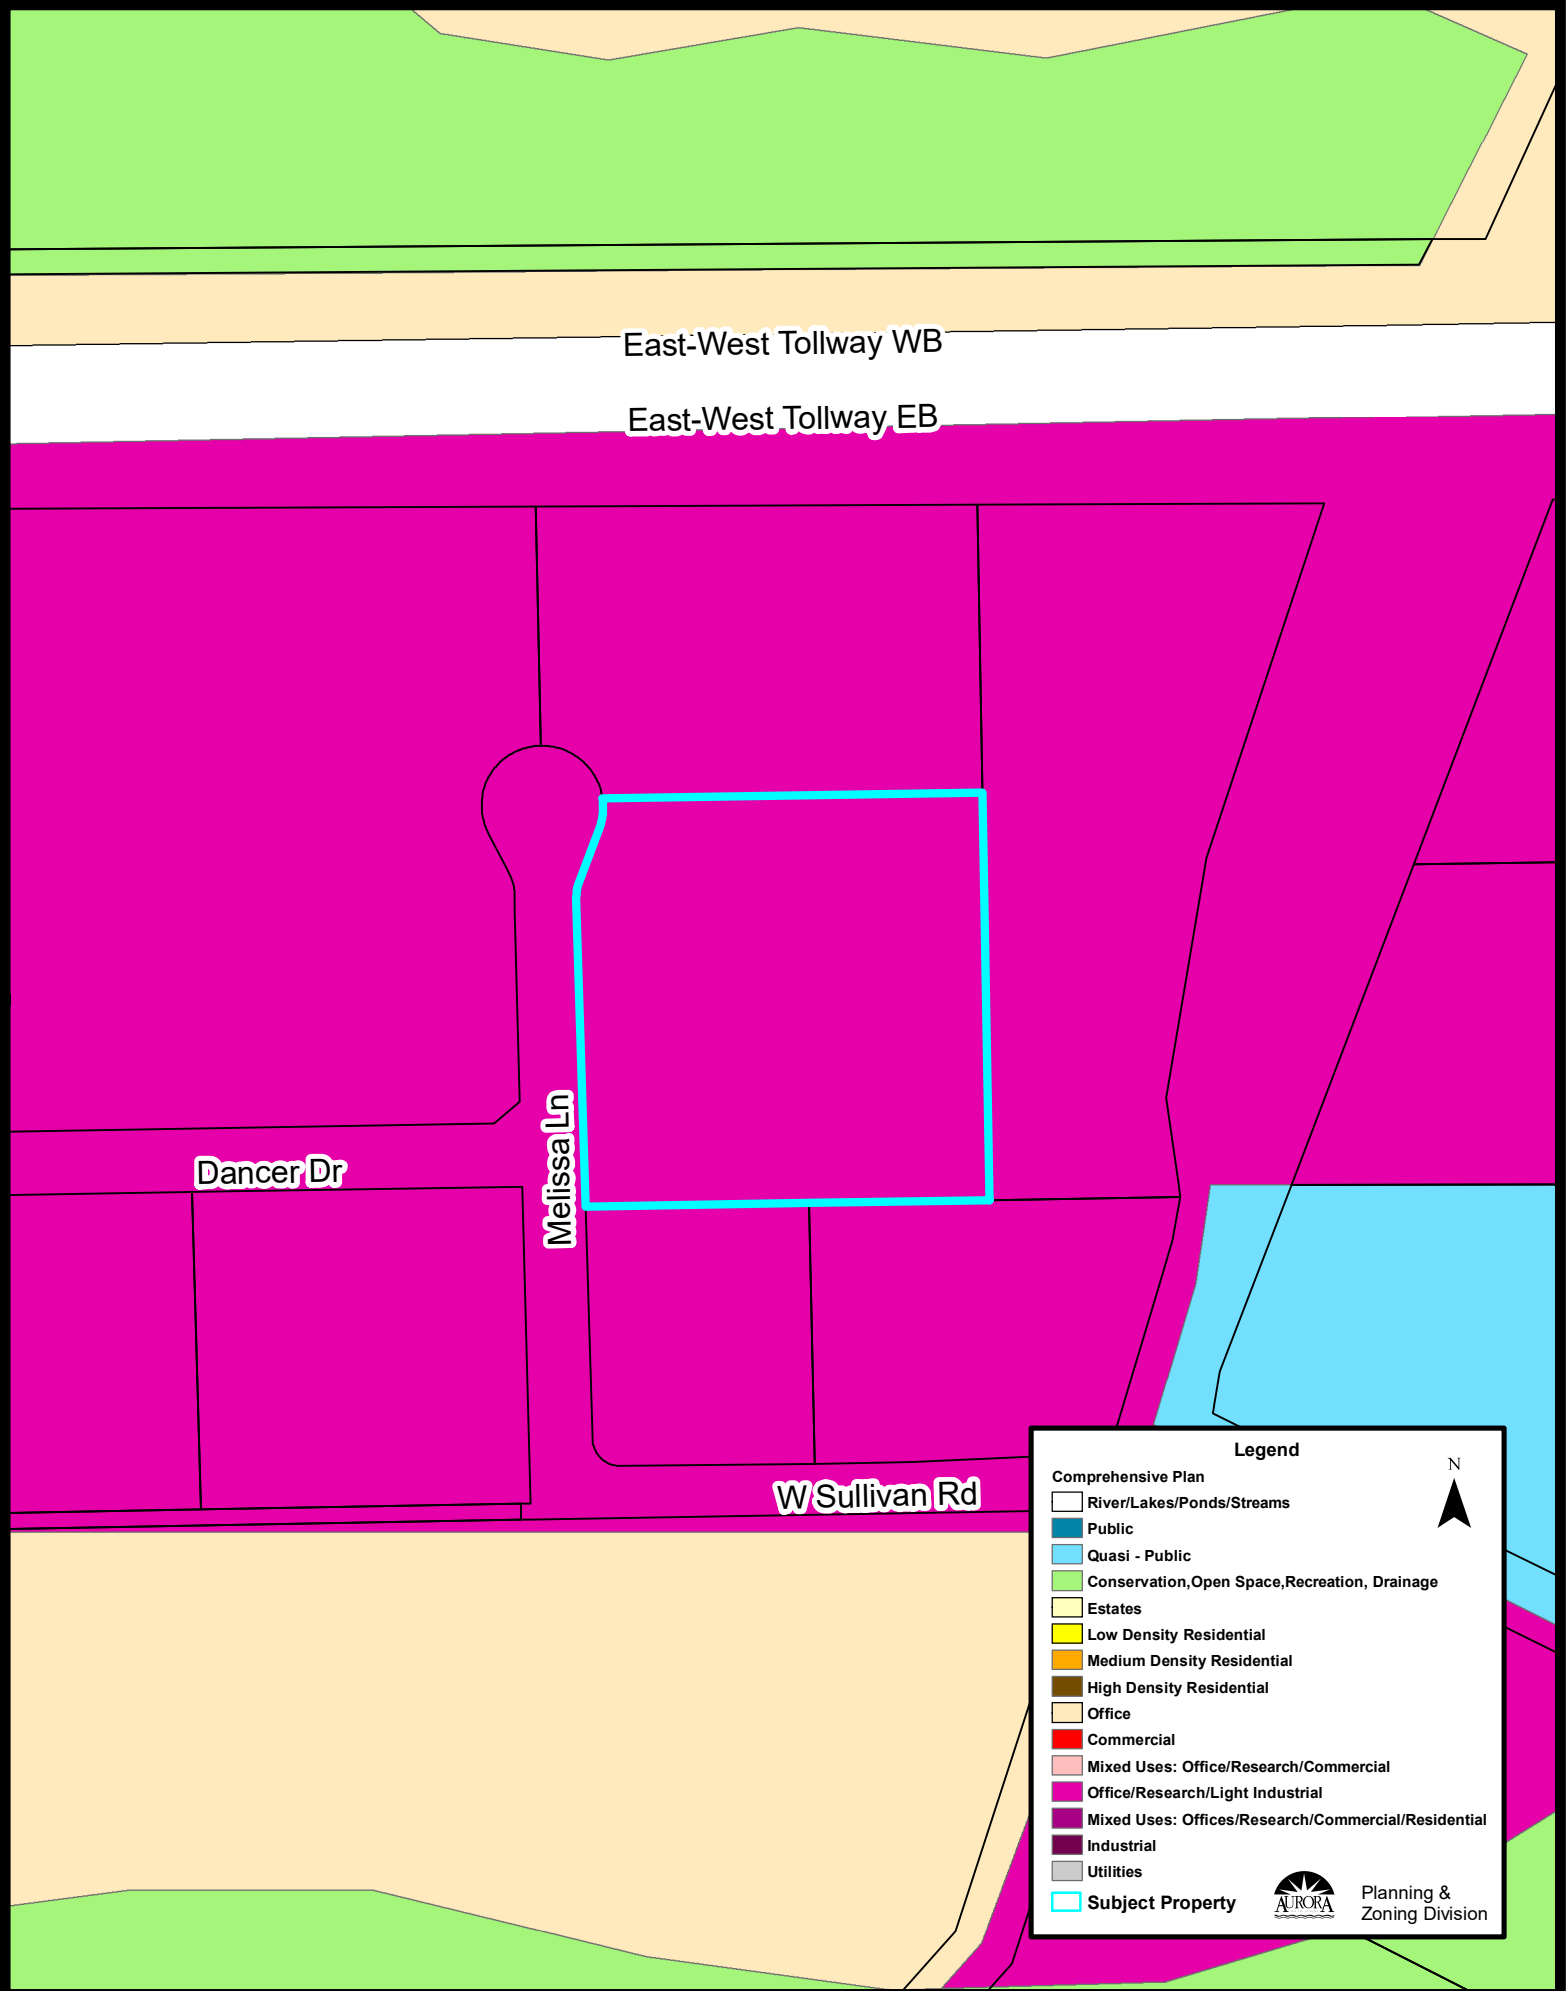 East-West Tollway WB
East-West Tollway EB
Melissa Ln
Dancer Dr
W Sullivan Rd
Legend
N
Comprehensive Plan
River/Lakes/Ponds/Streams
Public
Quasi - Public
Conservation,Open Space,Recreation, Drainage
Estates
Low Density Residential
Medium Density Residential
High Density Residential
Office
Commercial
Mixed Uses: Office/Research/Commercial
Office/Research/Light Industrial
Mixed Uses: Offices/Research/Commercial/Residential
Industrial
Utilities
Subject Property
AURORA
Planning &
Zoning Division